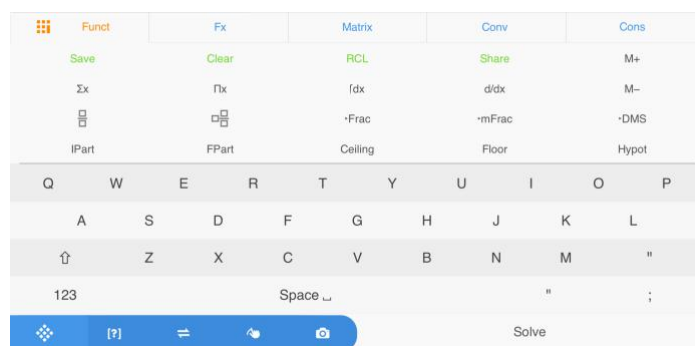 Funct Fx Matrix Conv Cons
Save Clear RCL Share M+
Σx Πx ∫dx d/dx M−
·Frac ·mFrac ·DMS
IPart FPart Ceiling Floor Hypot
Q W E R T Y U I O P
A S D F G H J K L
Z X C V B N M "
123 Space " ;
[?] Solve